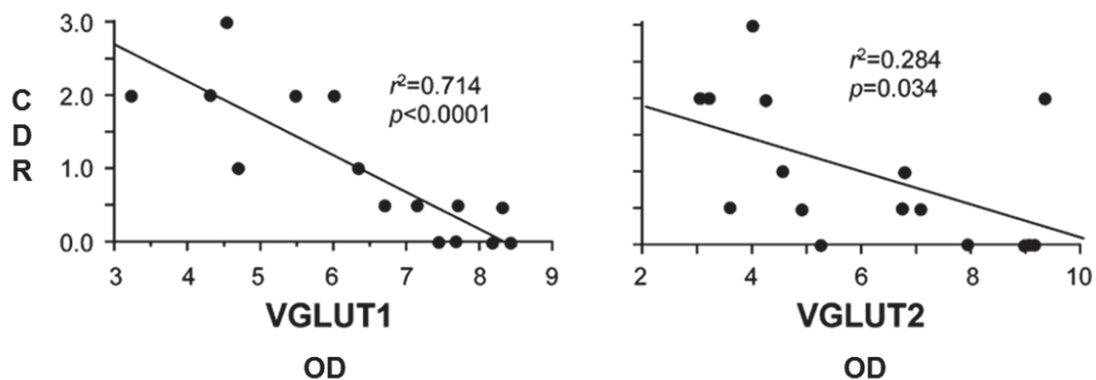 CDR
3.0
2.0
1.0
0.0
r²=0.714
p<0.0001
3 4 5 6 7 8 9
VGLUT1
OD
r²=0.284
p=0.034
2 4 6 8 10
VGLUT2
OD